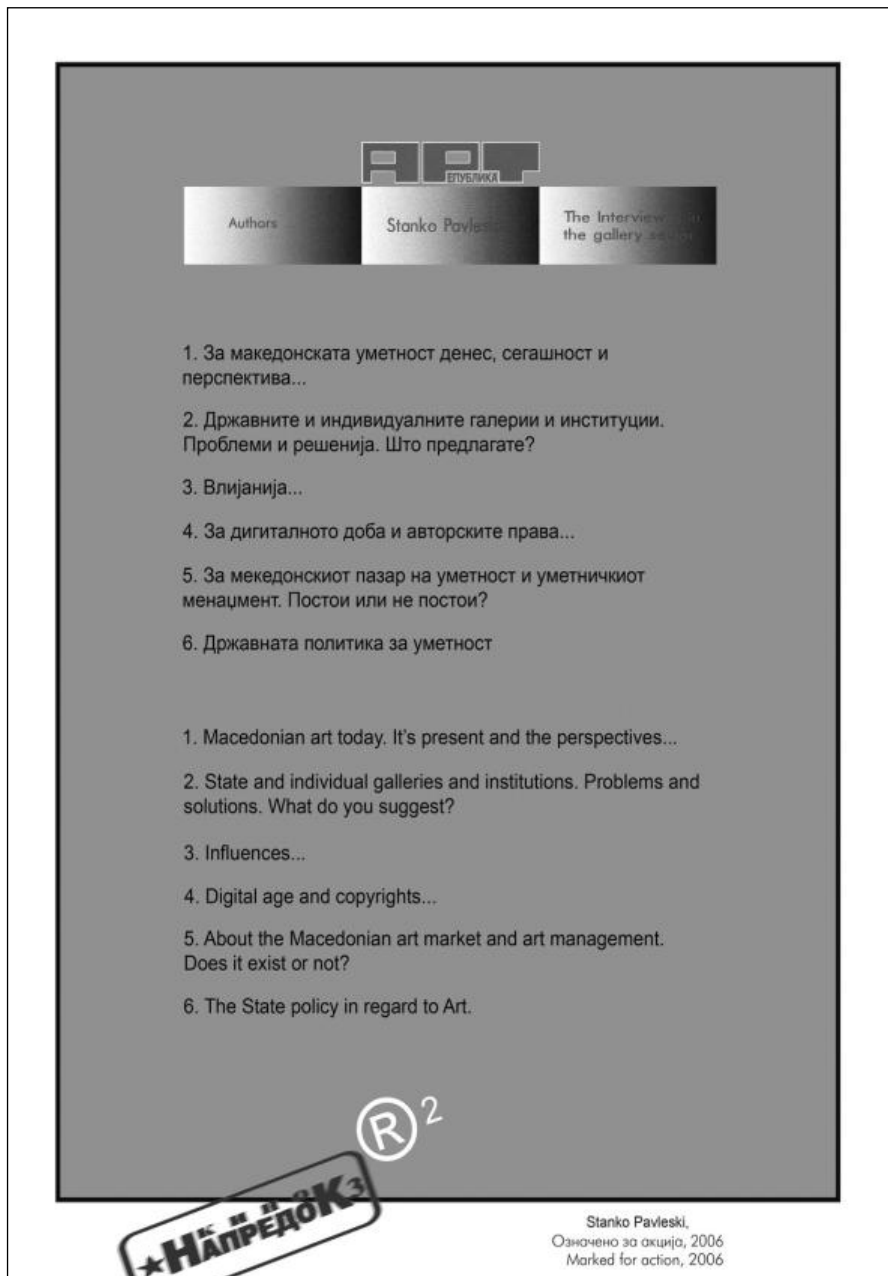 АРТ
ЕПУБЛИКА
Authors
Stanko Pavleski
The Interview
the gallery
1. За македонската уметност денес, сегашност и
перспектива...
2. Државните и индивидуалните галерии и институции.
Проблеми и решенија. Што предлагате?
3. Влијанија...
4. За дигиталното доба и авторските права...
5. За мекедонскиот пазар на уметност и уметничкиот
менаџмент. Постои или не постои?
6. Државната политика за уметност
1. Macedonian art today. It's present and the perspectives...
2. State and individual galleries and institutions. Problems and
solutions. What do you suggest?
3. Influences...
4. Digital age and copyrights...
5. About the Macedonian art market and art management.
Does it exist or not?
6. The State policy in regard to Art.
®²
НАПРЕДОК
Stanko Pavleski,
Означено за акција, 2006
Marked for action, 2006